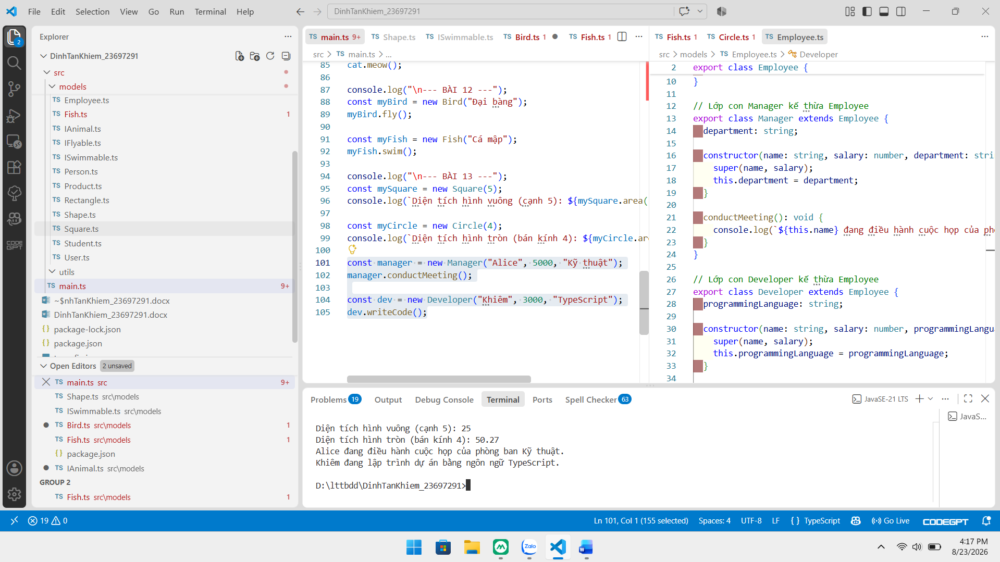 File Edit Selection View Go Run Terminal Help
DinhTanKhiem_23697291
2
Explorer
DinhTanKhiem_23697291
src
models
TS Employee.ts
TS Fish.ts 1
TS IAnimal.ts
TS IFlyable.ts
TS ISwimmable.ts
TS Person.ts
TS Product.ts
TS Rectangle.ts
TS Shape.ts
TS Square.ts
TS Student.ts
TS User.ts
utils
TS main.ts 9+
~$nhTanKhiem_23697291.docx
DinhTanKhiem_23697291.docx
{} package-lock.json
{} package.json
Open Editors 2 unsaved
TS main.ts src 9+
TS Shape.ts src\models
TS ISwimmable.ts src\models
TS Bird.ts src\models 1
TS Fish.ts src\models 1
{} package.json
TS IAnimal.ts src\models
GROUP 2
TS Fish.ts src\models 1
CODE GPT
TS main.ts 9+ TS Shape.ts TS ISwimmable.ts TS Bird.ts 1 TS Fish.ts 1
src > TS main.ts > ...
85 cat.meow();
86
87 console.log("\n--- BÀI 12 ---");
88 const myBird = new Bird("Đại bàng");
89 myBird.fly();
90
91 const myFish = new Fish("Cá mập");
92 myFish.swim();
93
94 console.log("\n--- BÀI 13 ---");
95 const mySquare = new Square(5);
96 console.log(`Diện tích hình vuông (cạnh 5): ${mySquare.area(
97
98 const myCircle = new Circle(4);
99 console.log(`Diện tích hình tròn (bán kính 4): ${myCircle.are
100
101 const manager = new Manager("Alice", 5000, "Kỹ thuật");
102 manager.conductMeeting();
103
104 const dev = new Developer("Khiêm", 3000, "TypeScript");
105 dev.writeCode();
TS Fish.ts 1 TS Circle.ts 1 TS Employee.ts
src > models > TS Employee.ts > Developer
2 export class Employee {
10 }
11
12 // Lớp con Manager kế thừa Employee
13 export class Manager extends Employee {
14 department: string;
15
16 constructor(name: string, salary: number, department: stri
17 super(name, salary);
18 this.department = department;
19 }
20
21 conductMeeting(): void {
22 console.log(`${this.name} đang điều hành cuộc họp của ph
23 }
24 }
25
26 // Lớp con Developer kế thừa Employee
27 export class Developer extends Employee {
28 programmingLanguage: string;
29
30 constructor(name: string, salary: number, programmingLangu
31 super(name, salary);
32 this.programmingLanguage = programmingLanguage;
33 }
34
Problems 19 Output Debug Console Terminal Ports Spell Checker 63
JavaSE-21 LTS
JavaS...
Diện tích hình vuông (cạnh 5): 25
Diện tích hình tròn (bán kính 4): 50.27
Alice đang điều hành cuộc họp của phòng ban Kỹ thuật.
Khiêm đang lập trình dự án bằng ngôn ngữ TypeScript.
D:\lttbdd\DinhTanKhiem_23697291>
19 0
Ln 101, Col 1 (155 selected) Spaces: 4 UTF-8 LF {} TypeScript Go Live CODEGPT
Zalo
W
4:17 PM
8/23/2026